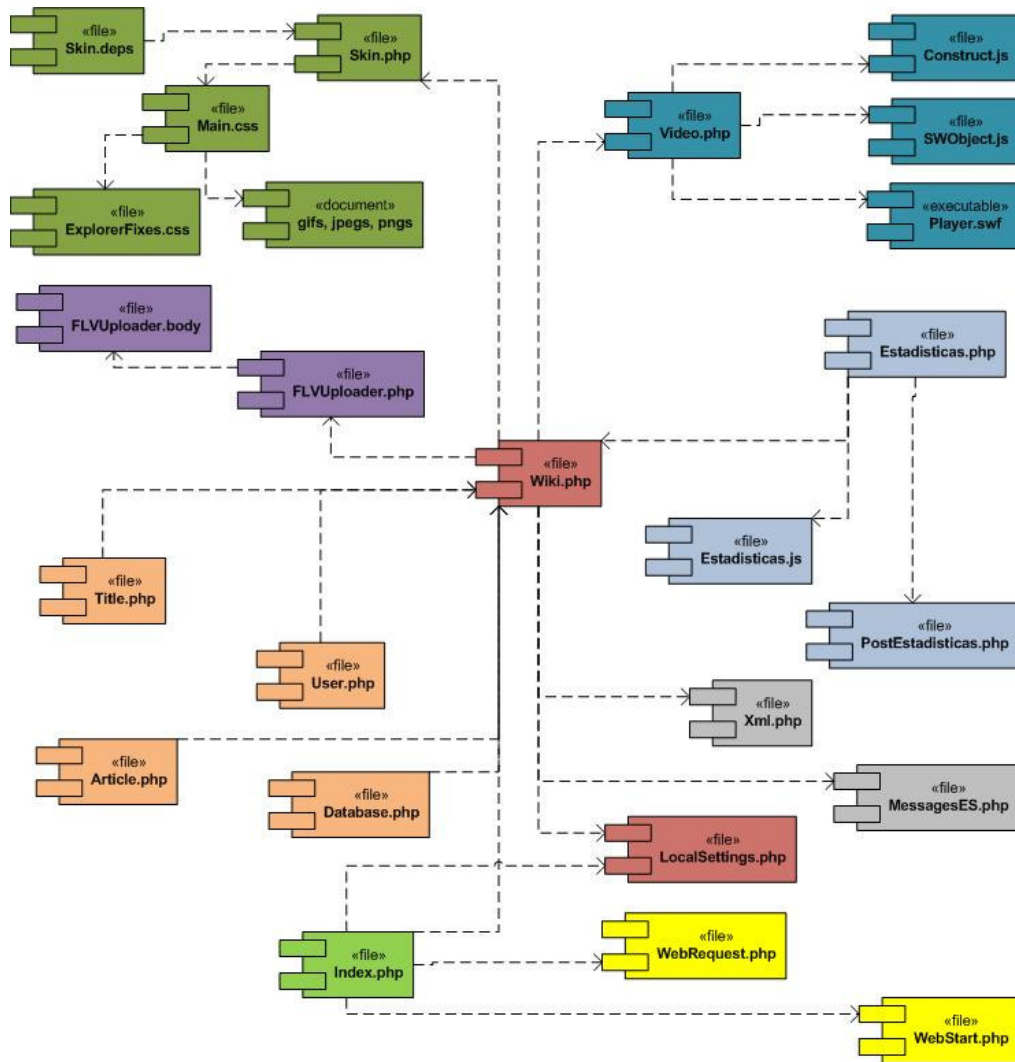 «file»
Skin.deps
«file»
Skin.php
«file»
Construct.js
«file»
Main.css
«file»
Video.php
«file»
SWObject.js
«file»
ExplorerFixes.css
«document»
gifs, jpegs, pngs
«executable»
Player.swf
«file»
FLVUploader.body
«file»
Estadisticas.php
«file»
FLVUploader.php
«file»
Wiki.php
«file»
Estadisticas.js
«file»
Title.php
«file»
PostEstadisticas.php
«file»
User.php
«file»
Xml.php
«file»
Article.php
«file»
Database.php
«file»
MessagesES.php
«file»
LocalSettings.php
«file»
Index.php
«file»
WebRequest.php
«file»
WebStart.php